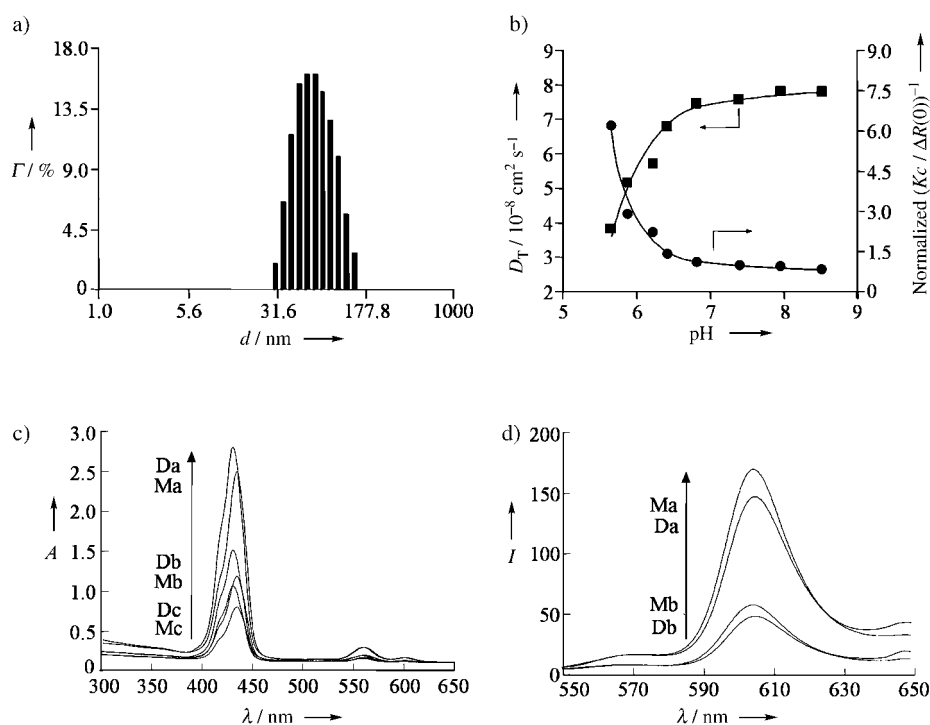 a)
18.0
13.5
9.0
4.5
0
Γ / %
1.0 5.6 31.6 177.8 1000
d / nm
b)
9
8
7
6
5
4
3
2
D_T / 10⁻⁸ cm² s⁻¹
9.0
7.5
6.2
4.5
2.3
1.5
0
Normalized (Kc / ΔR(0))⁻¹
5 6 7 8 9
pH
c)
3.0
2.5
2.0
1.5
1.0
0.5
0
A
Da
Ma
Db
Mb
Dc
Mc
300 350 400 450 500 550 600 650
λ / nm
d)
200
150
100
50
0
I
Ma
Da
Mb
Db
550 570 590 610 630 650
λ / nm